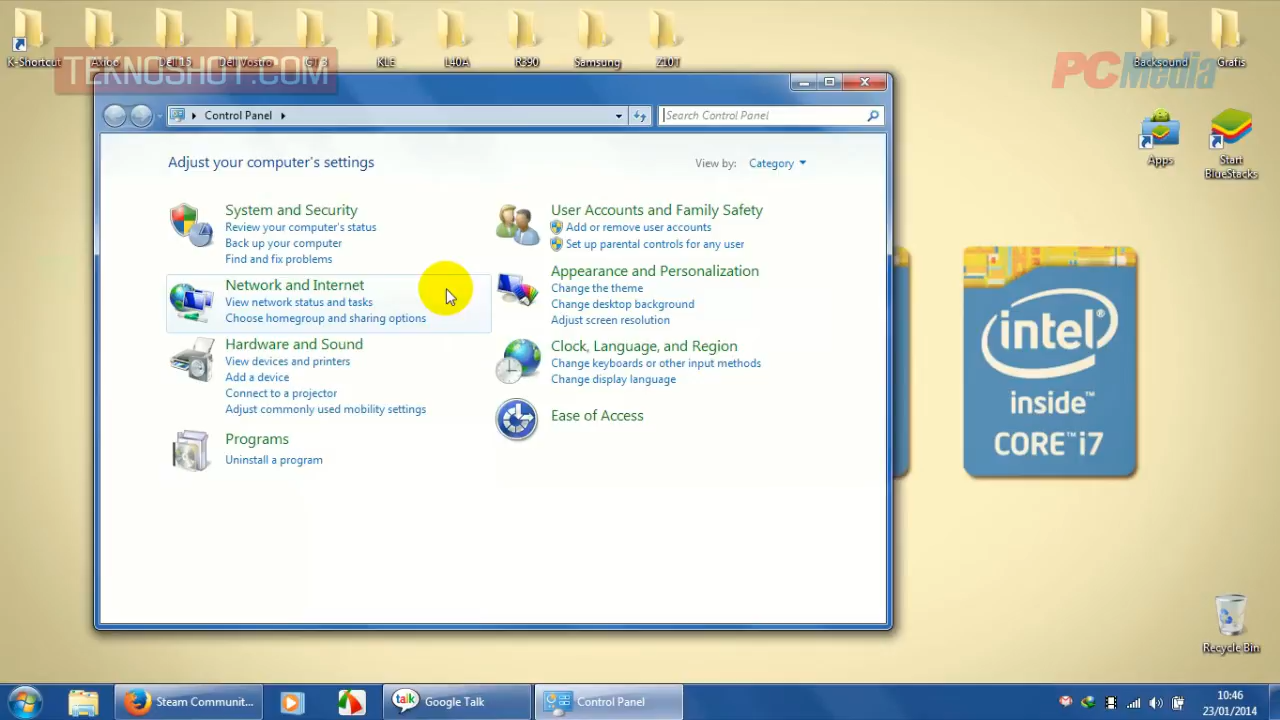 K-Shortcut
Axioo
Dell 15
Dell Vostro
GT3
KLE
L40A
R590
Samsung
Z10T
Backsound
Grafis
TEKNOSHOT.COM
PCMedia
Control Panel
Search Control Panel
Apps
Start
BlueStacks
Adjust your computer's settings
View by:
Category
System and Security
Review your computer's status
Back up your computer
Find and fix problems
Network and Internet
View network status and tasks
Choose homegroup and sharing options
Hardware and Sound
View devices and printers
Add a device
Connect to a projector
Adjust commonly used mobility settings
Programs
Uninstall a program
User Accounts and Family Safety
Add or remove user accounts
Set up parental controls for any user
Appearance and Personalization
Change the theme
Change desktop background
Adjust screen resolution
Clock, Language, and Region
Change keyboards or other input methods
Change display language
Ease of Access
intel®
inside™
CORE™i7
Recycle Bin
Steam Communit...
talk
Google Talk
Control Panel
10:46
23/01/2014